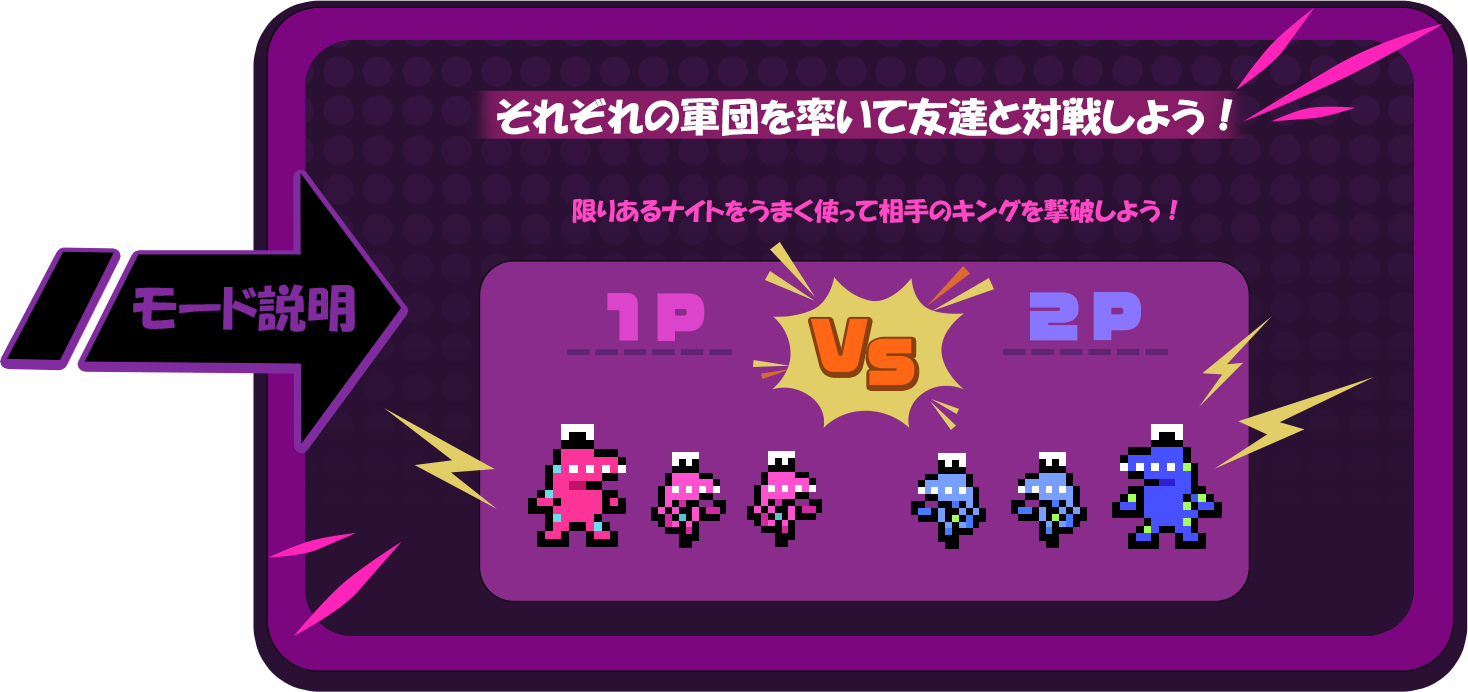 それぞれの軍団を率いて友達と対戦しよう！
限りあるナイトをうまく使って相手のキングを撃破しよう！
モード説明
1P
Vs
2P